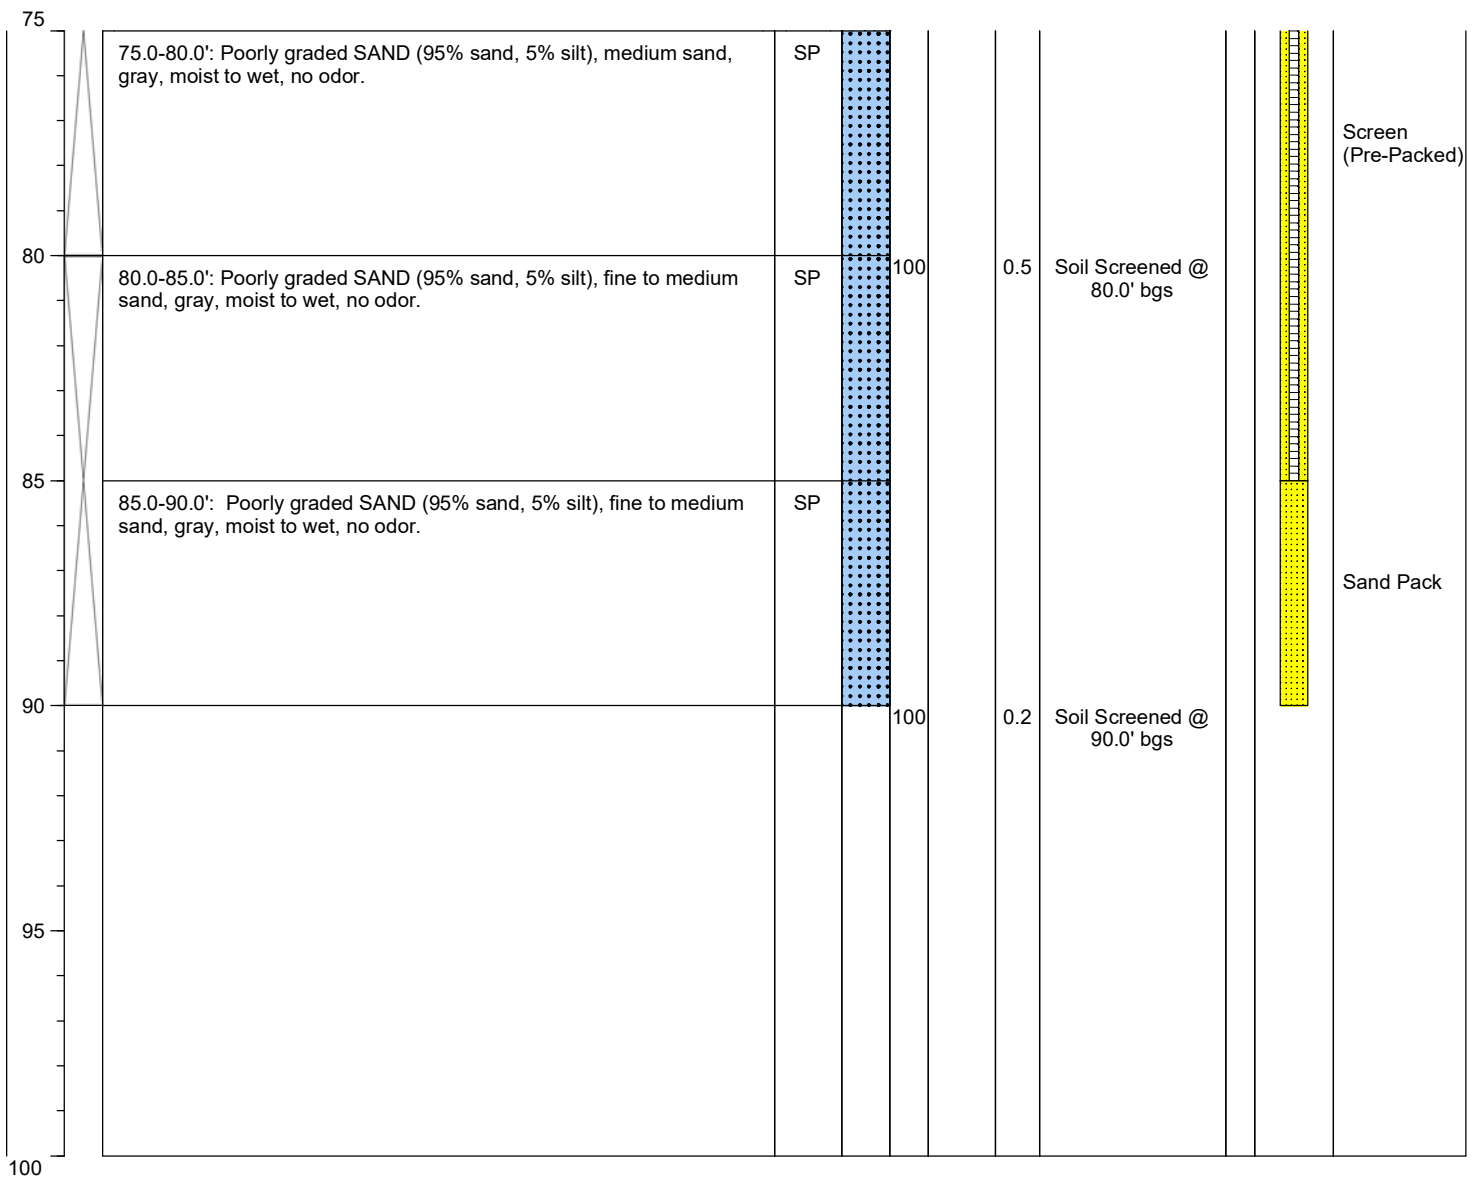 75
75.0-80.0': Poorly graded SAND (95% sand, 5% silt), medium sand,
gray, moist to wet, no odor.
SP
Screen
(Pre-Packed)
80
80.0-85.0': Poorly graded SAND (95% sand, 5% silt), fine to medium
sand, gray, moist to wet, no odor.
SP
100
0.5
Soil Screened @
80.0' bgs
85
85.0-90.0':  Poorly graded SAND (95% sand, 5% silt), fine to medium
sand, gray, moist to wet, no odor.
SP
Sand Pack
90
100
0.2
Soil Screened @
90.0' bgs
95
100